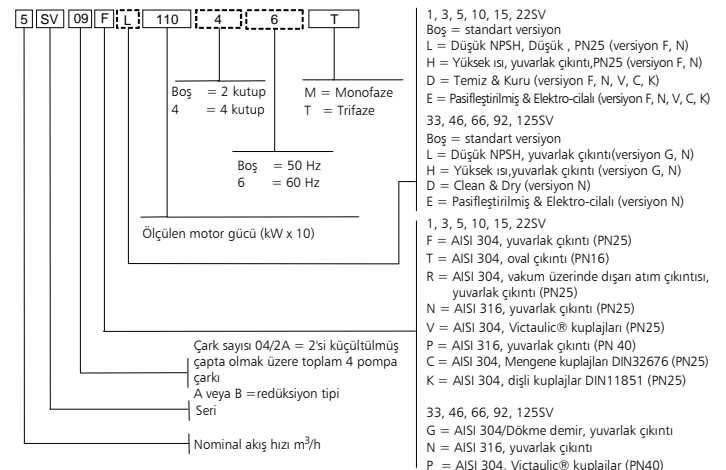 5 SV 09 F L 110 4 6 T
Boş = 2 kutup
4 = 4 kutup
M = Monofaze
T = Trifaze
Boş = 50 Hz
6 = 60 Hz
Ölçülen motor gücü (kW x 10)
Çark sayısı 04/2A = 2'si küçültülmüş
çapta olmak üzere toplam 4 pompa
çarkı
A veya B =redüksiyon tipi
Seri
Nominal akış hızı m³/h
1, 3, 5, 10, 15, 22SV
Boş = standart versiyon
L = Düşük NPSH, Düşük , PN25 (versiyon F, N)
H = Yüksek ısı, yuvarlak çıkıntı,PN25 (versiyon F, N)
D = Temiz & Kuru (versiyon F, N, V, C, K)
E = Pasifleştirilmiş & Elektro-cilalı (versiyon F, N, V, C, K)
33, 46, 66, 92, 125SV
Boş = standart versiyon
L = Düşük NPSH, yuvarlak çıkıntı(versiyon G, N)
H = Yüksek ısı,yuvarlak çıkıntı (versiyon G, N)
D = Clean & Dry (versiyon N)
E = Pasifleştirilmiş & Elektro-cilalı (versiyon N)
1, 3, 5, 10, 15, 22SV
F = AISI 304, yuvarlak çıkıntı (PN25)
T = AISI 304, oval çıkıntı (PN16)
R = AISI 304, vakum üzerinde dışarı atım çıkıntısı,
yuvarlak çıkıntı (PN25)
N = AISI 316, yuvarlak çıkıntı (PN25)
V = AISI 304, Victaulic® kuplajları (PN25)
P = AISI 316, yuvarlak çıkıntı (PN 40)
C = AISI 304, Mengene kuplajları DIN32676 (PN25)
K = AISI 304, dişli kuplajlar DIN11851 (PN25)
33, 46, 66, 92, 125SV
G = AISI 304/Dökme demir, yuvarlak çıkıntı
N = AISI 316, yuvarlak çıkıntı
P = AISI 304, Victaulic® kuplajlar (PN40)